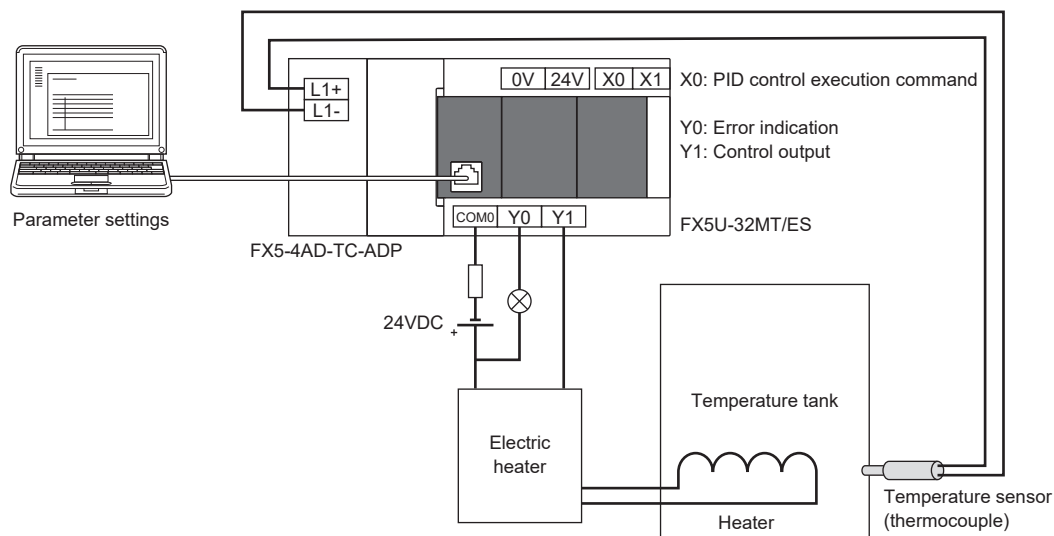 L1+
L1-
0V 24V X0 X1
X0: PID control execution command
Y0: Error indication
Y1: Control output
Parameter settings
COM0 Y0 Y1
FX5U-32MT/ES
FX5-4AD-TC-ADP
24VDC
+
Electric
heater
Temperature tank
Heater
Temperature sensor
(thermocouple)